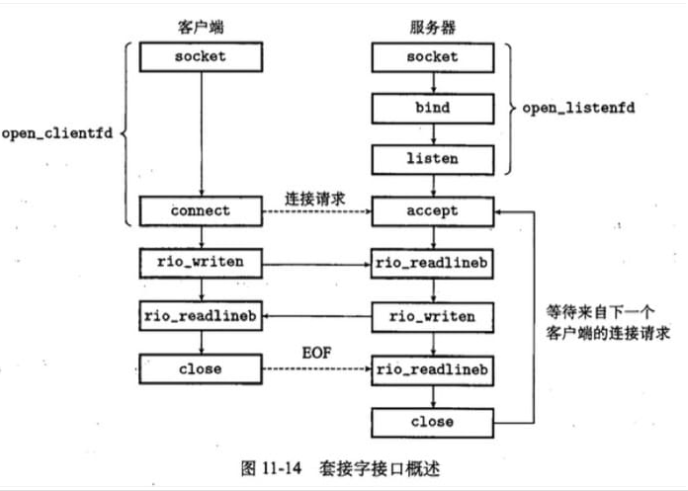 客户端 服务器
socket socket
bind
open_clientfd open_listenfd
listen
连接请求
connect accept
rio_writen rio_readlineb
等待来自下一个
rio_readlineb rio_writen
客户端的连接请求
EOF
close rio_readlineb
close
图 11-14 套接字接口概述